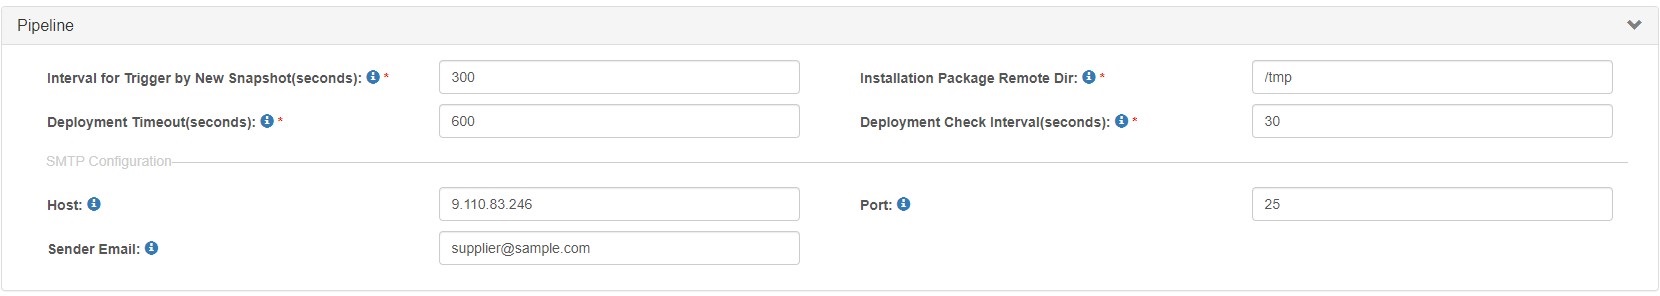 Pipeline
Interval for Trigger by New Snapshot(seconds): * 300 Installation Package Remote Dir: * /tmp
Deployment Timeout(seconds): * 600 Deployment Check Interval(seconds): * 30
SMTP Configuration
Host: 9.110.83.246 Port: 25
Sender Email: supplier@sample.com